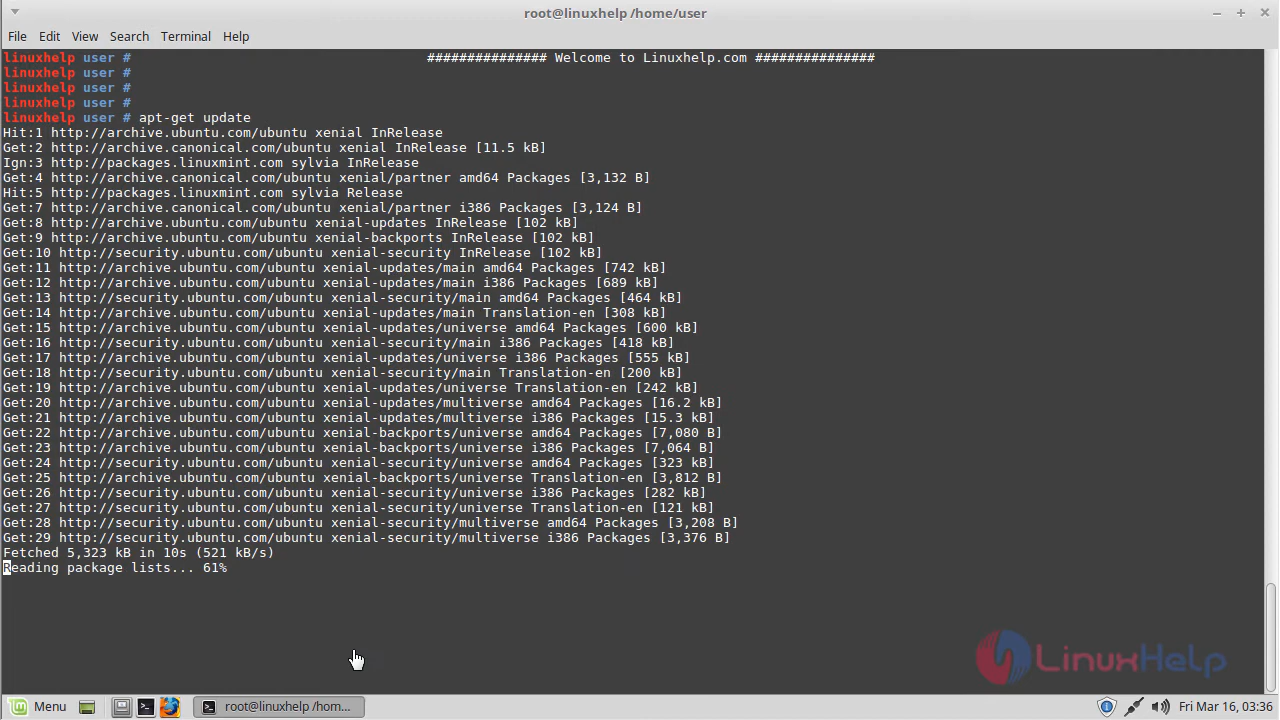 root@linuxhelp /home/user
File Edit View Search Terminal Help
linuxhelp user # ############### Welcome to Linuxhelp.com ###############
linuxhelp user #
linuxhelp user #
linuxhelp user #
linuxhelp user # apt-get update
Hit:1 http://archive.ubuntu.com/ubuntu xenial InRelease
Get:2 http://archive.canonical.com/ubuntu xenial InRelease [11.5 kB]
Ign:3 http://packages.linuxmint.com sylvia InRelease
Get:4 http://archive.canonical.com/ubuntu xenial/partner amd64 Packages [3,132 B]
Hit:5 http://packages.linuxmint.com sylvia Release
Get:7 http://archive.canonical.com/ubuntu xenial/partner i386 Packages [3,124 B]
Get:8 http://archive.ubuntu.com/ubuntu xenial-updates InRelease [102 kB]
Get:9 http://archive.ubuntu.com/ubuntu xenial-backports InRelease [102 kB]
Get:10 http://security.ubuntu.com/ubuntu xenial-security InRelease [102 kB]
Get:11 http://archive.ubuntu.com/ubuntu xenial-updates/main amd64 Packages [742 kB]
Get:12 http://archive.ubuntu.com/ubuntu xenial-updates/main i386 Packages [689 kB]
Get:13 http://security.ubuntu.com/ubuntu xenial-security/main amd64 Packages [464 kB]
Get:14 http://archive.ubuntu.com/ubuntu xenial-updates/main Translation-en [308 kB]
Get:15 http://archive.ubuntu.com/ubuntu xenial-updates/universe amd64 Packages [600 kB]
Get:16 http://security.ubuntu.com/ubuntu xenial-security/main i386 Packages [418 kB]
Get:17 http://archive.ubuntu.com/ubuntu xenial-updates/universe i386 Packages [555 kB]
Get:18 http://security.ubuntu.com/ubuntu xenial-security/main Translation-en [200 kB]
Get:19 http://archive.ubuntu.com/ubuntu xenial-updates/universe Translation-en [242 kB]
Get:20 http://archive.ubuntu.com/ubuntu xenial-updates/multiverse amd64 Packages [16.2 kB]
Get:21 http://archive.ubuntu.com/ubuntu xenial-updates/multiverse i386 Packages [15.3 kB]
Get:22 http://archive.ubuntu.com/ubuntu xenial-backports/universe amd64 Packages [7,080 B]
Get:23 http://archive.ubuntu.com/ubuntu xenial-backports/universe i386 Packages [7,064 B]
Get:24 http://security.ubuntu.com/ubuntu xenial-security/universe amd64 Packages [323 kB]
Get:25 http://archive.ubuntu.com/ubuntu xenial-backports/universe Translation-en [3,812 B]
Get:26 http://security.ubuntu.com/ubuntu xenial-security/universe i386 Packages [282 kB]
Get:27 http://security.ubuntu.com/ubuntu xenial-security/universe Translation-en [121 kB]
Get:28 http://security.ubuntu.com/ubuntu xenial-security/multiverse amd64 Packages [3,208 B]
Get:29 http://security.ubuntu.com/ubuntu xenial-security/multiverse i386 Packages [3,376 B]
Fetched 5,323 kB in 10s (521 kB/s)
Reading package lists... 61%
LinuxHelp
Menu root@linuxhelp /hom... Fri Mar 16, 03:36